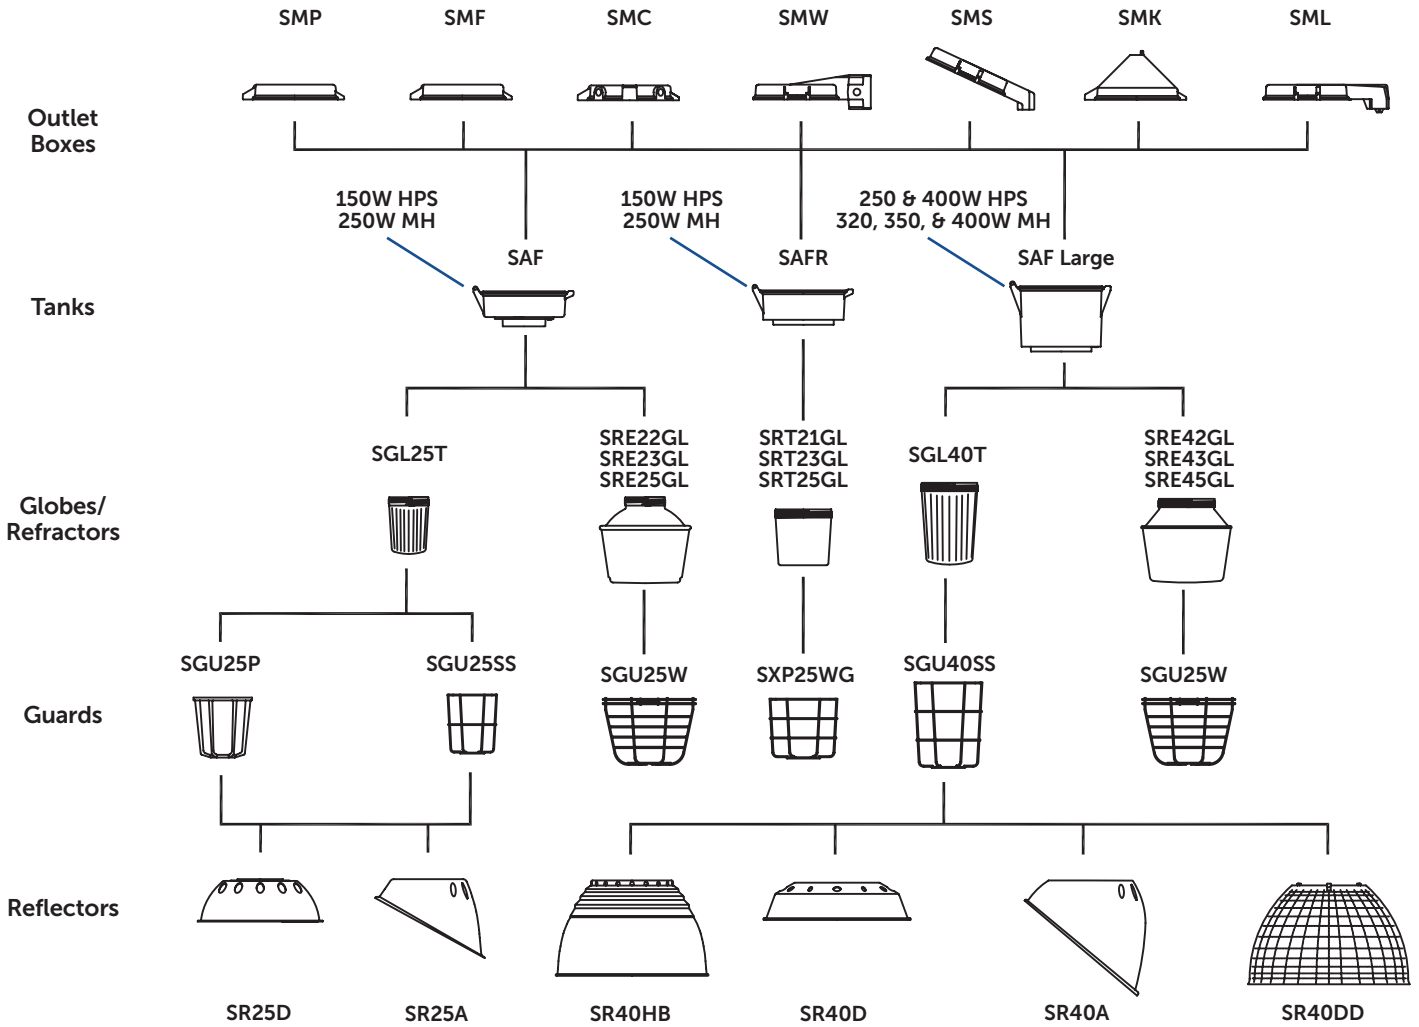 SMP SMF SMC SMW SMS SMK SML
Outlet
Boxes
150W HPS
250W MH
150W HPS
250W MH
250 & 400W HPS
320, 350, & 400W MH
SAF SAFR SAF Large
Tanks
SGL25T
SRE22GL
SRE23GL
SRE25GL
SRT21GL
SRT23GL
SRT25GL
SGL40T
SRE42GL
SRE43GL
SRE45GL
Globes/
Refractors
SGU25P SGU25SS SGU25W SXP25WG SGU40SS SGU25W
Guards
Reflectors
SR25D SR25A SR40HB SR40D SR40A SR40DD